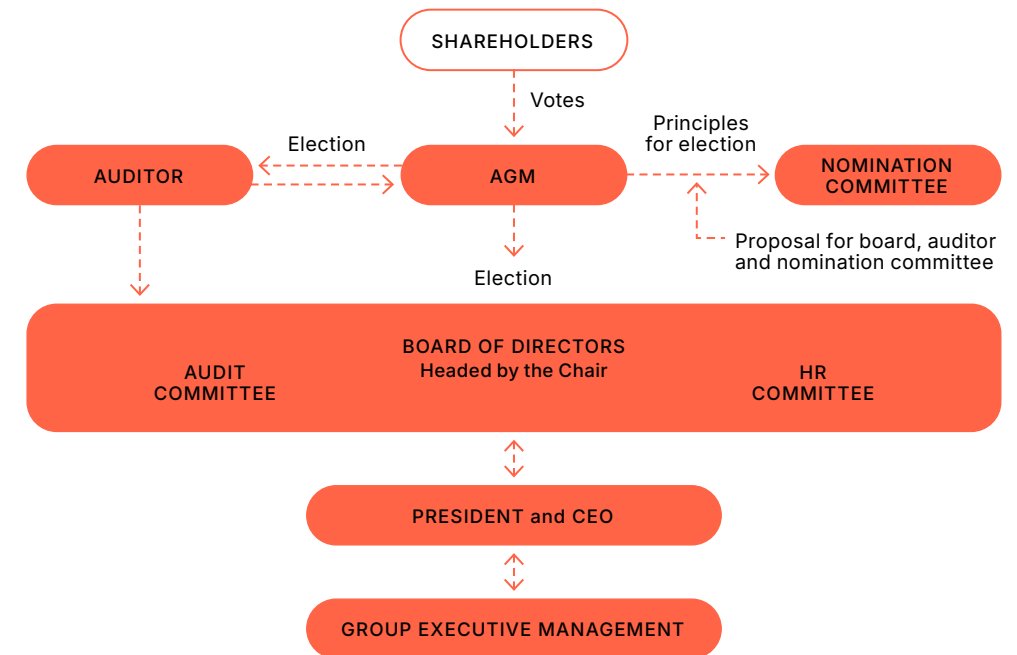 SHAREHOLDERS
Votes
Principles
for election
Election
AUDITOR
AGM
NOMINATION
COMMITTEE
Proposal for board, auditor
and nomination committee
Election
BOARD OF DIRECTORS
Headed by the Chair
AUDIT
COMMITTEE
HR
COMMITTEE
PRESIDENT and CEO
GROUP EXECUTIVE MANAGEMENT